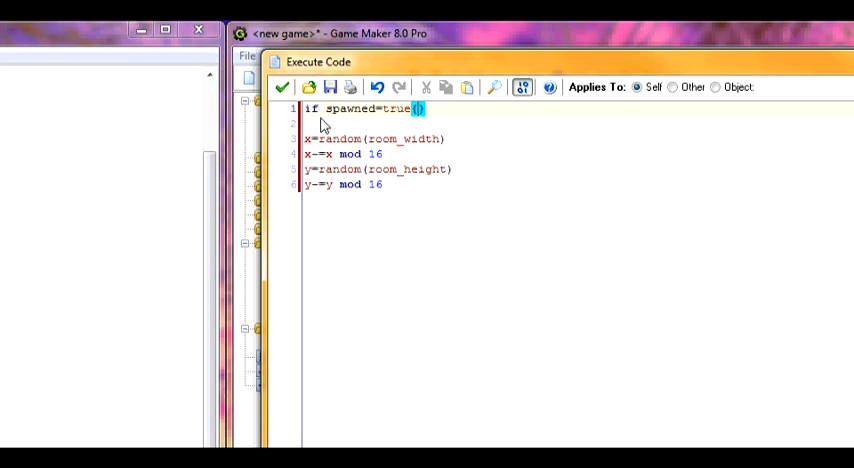 <new game>* - Game Maker 8.0 Pro
File
Execute Code
Applies To: Self Other Object:
1 if spawned=true{}
2
3 x=random(room_width)
4 x-=x mod 16
5 y=random(room_height)
6 y-=y mod 16